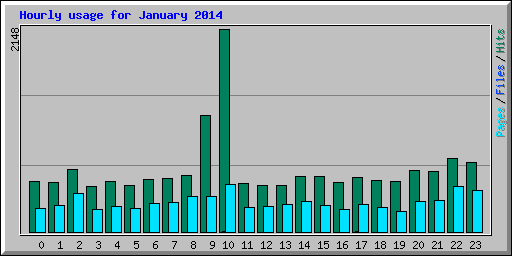 Hourly usage for January 2014
2148
Pages/Files/Hits
0 1 2 3 4 5 6 7 8 9 10 11 12 13 14 15 16 17 18 19 20 21 22 23